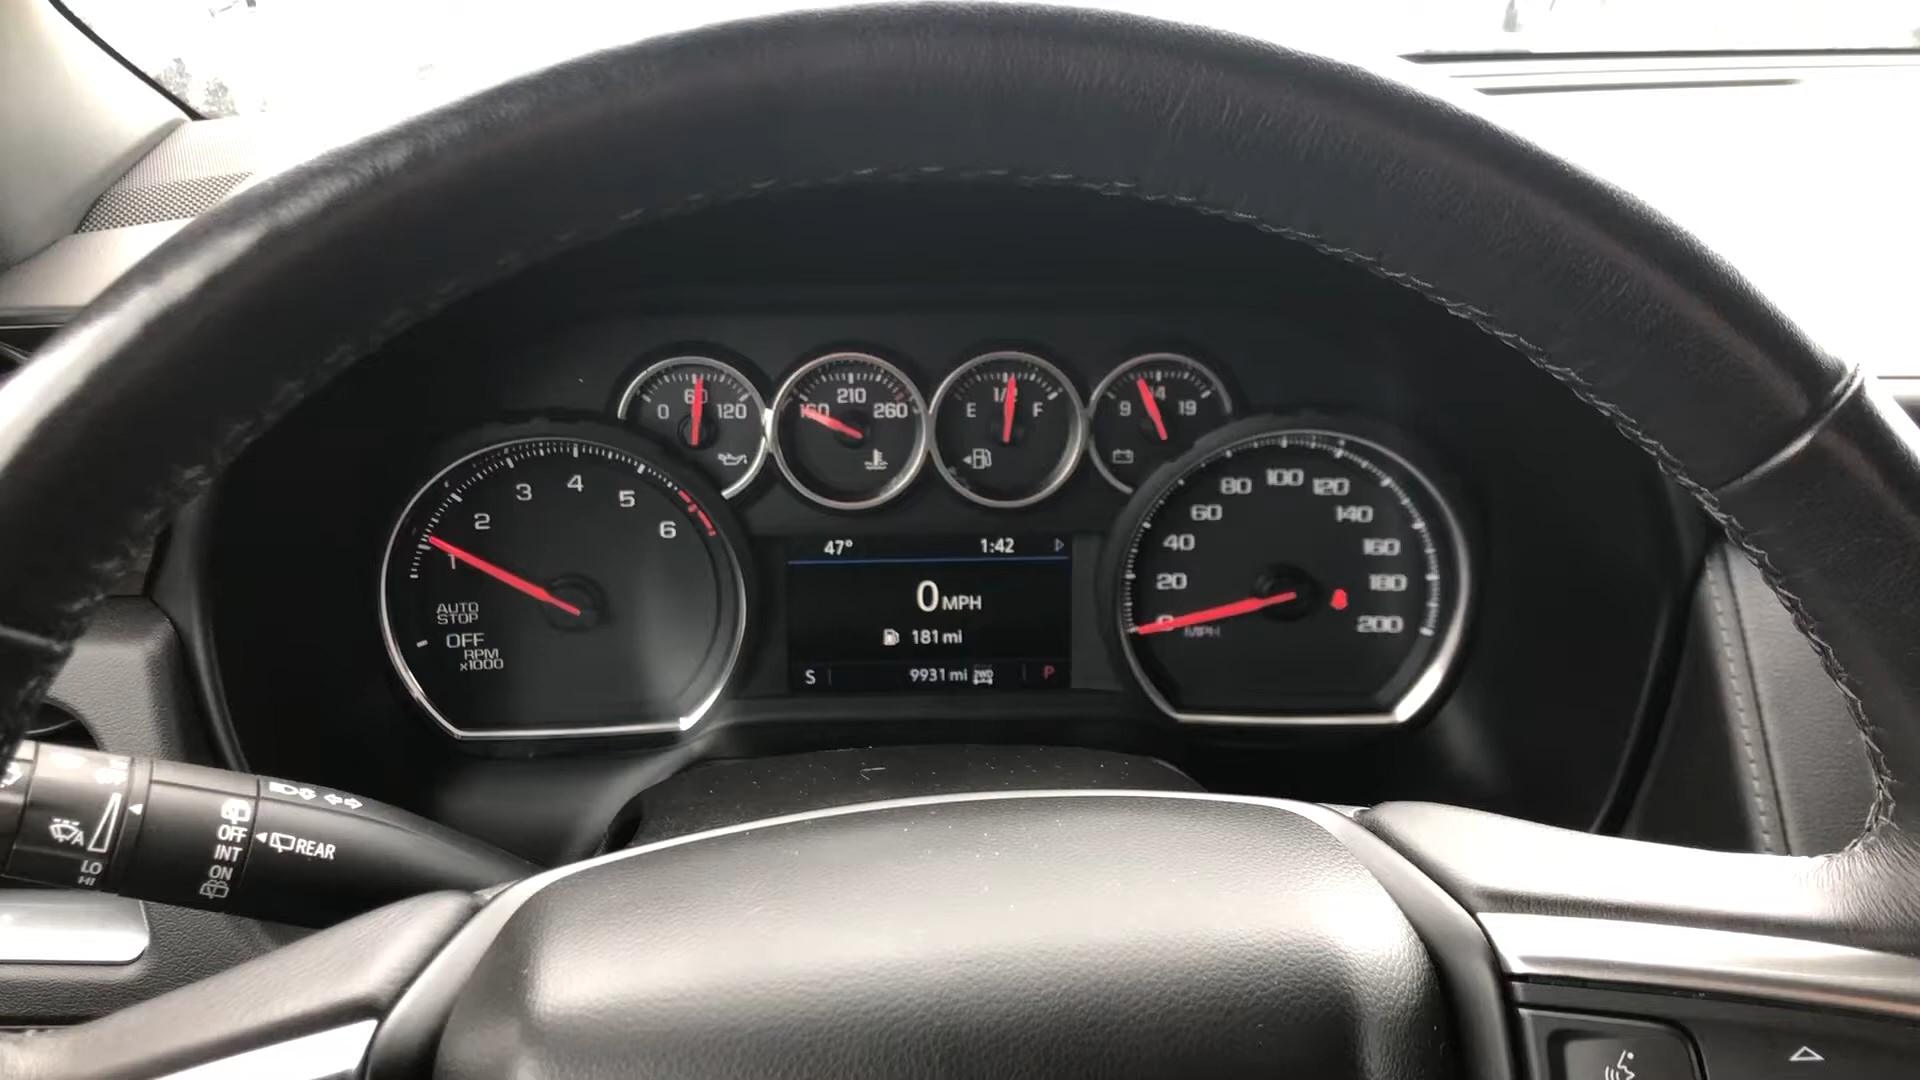 0 60 120
160 210 260
E 1/2 F
9 14 19
1 2 3 4 5 6
AUTO
STOP
OFF
RPM
x1000
47° 1:42
0 MPH
181 mi
S 9931 mi 2WD P
0 20 40 60 80 100 120 140 160 180 200
MPH
A
LO
HI
OFF
INT
ON
REAR